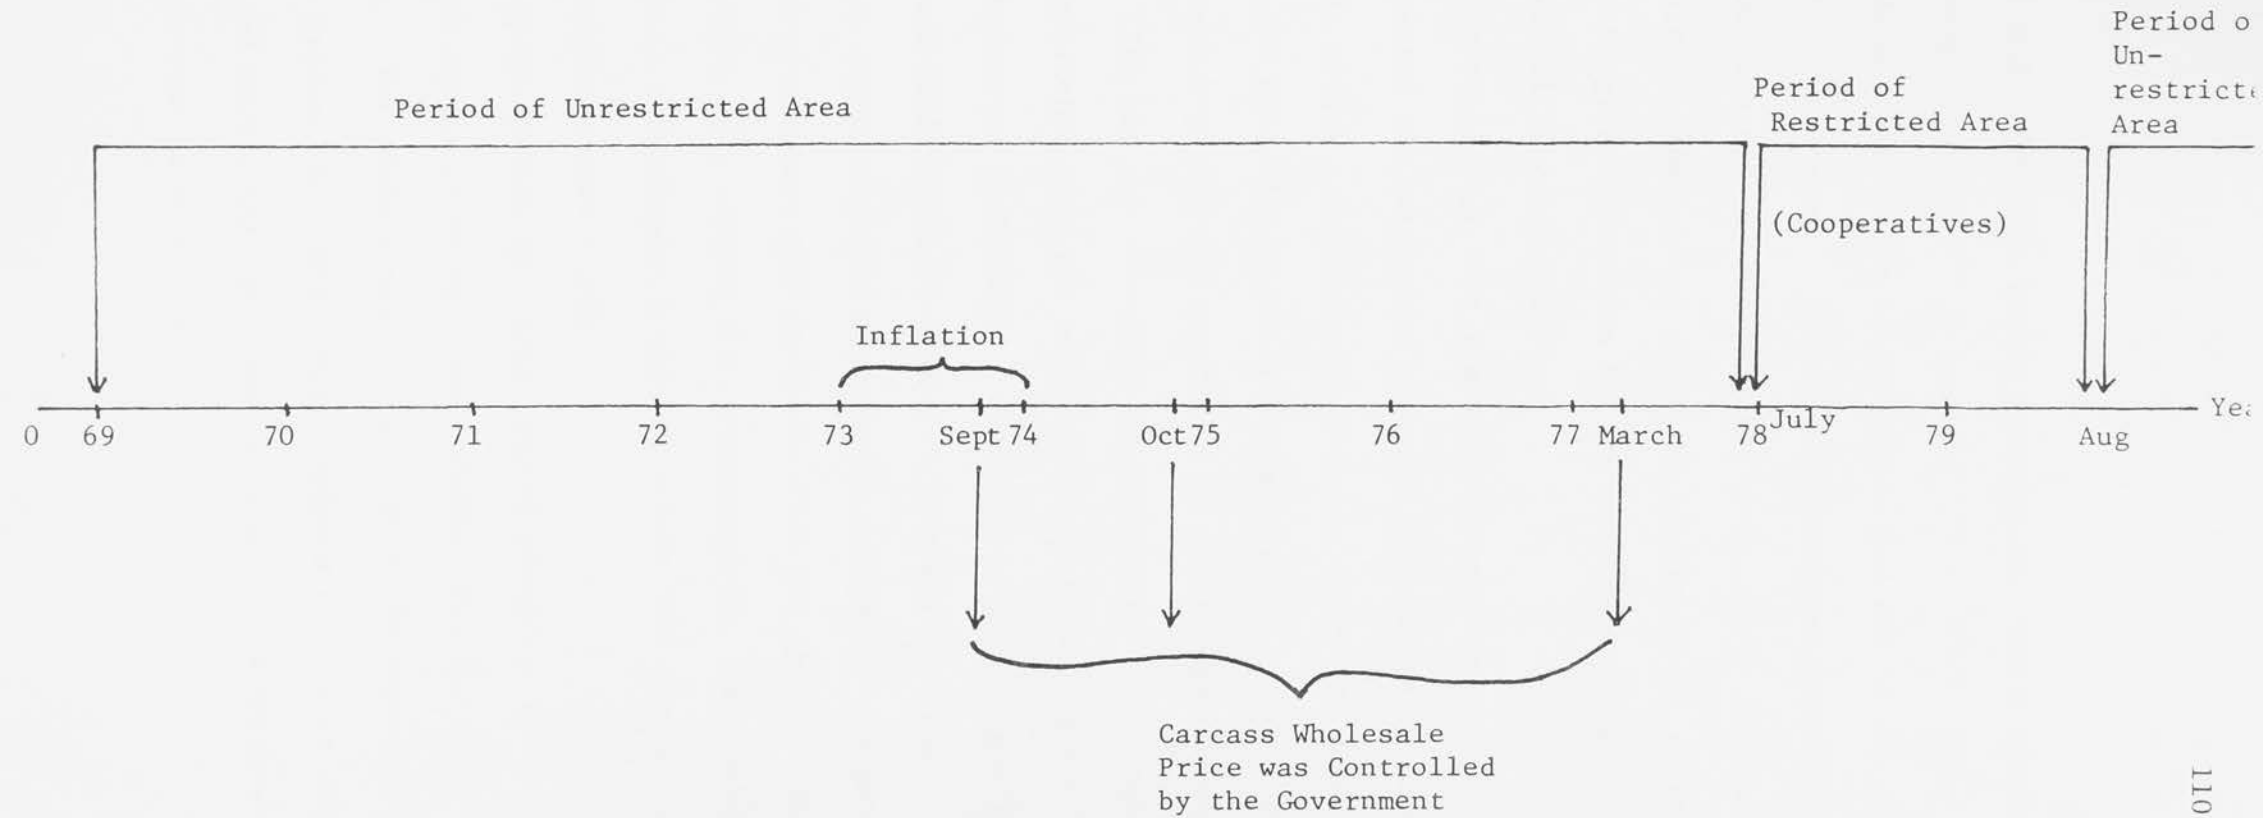 Period o
Un-
restricte
Area
Period of
Restricted Area
Period of Unrestricted Area
(Cooperatives)
Inflation
0 69 70 71 72 73 Sept 74 Oct 75 76 77 March 78 July 79 Aug Yea
Carcass Wholesale
Price was Controlled
by the Government
110